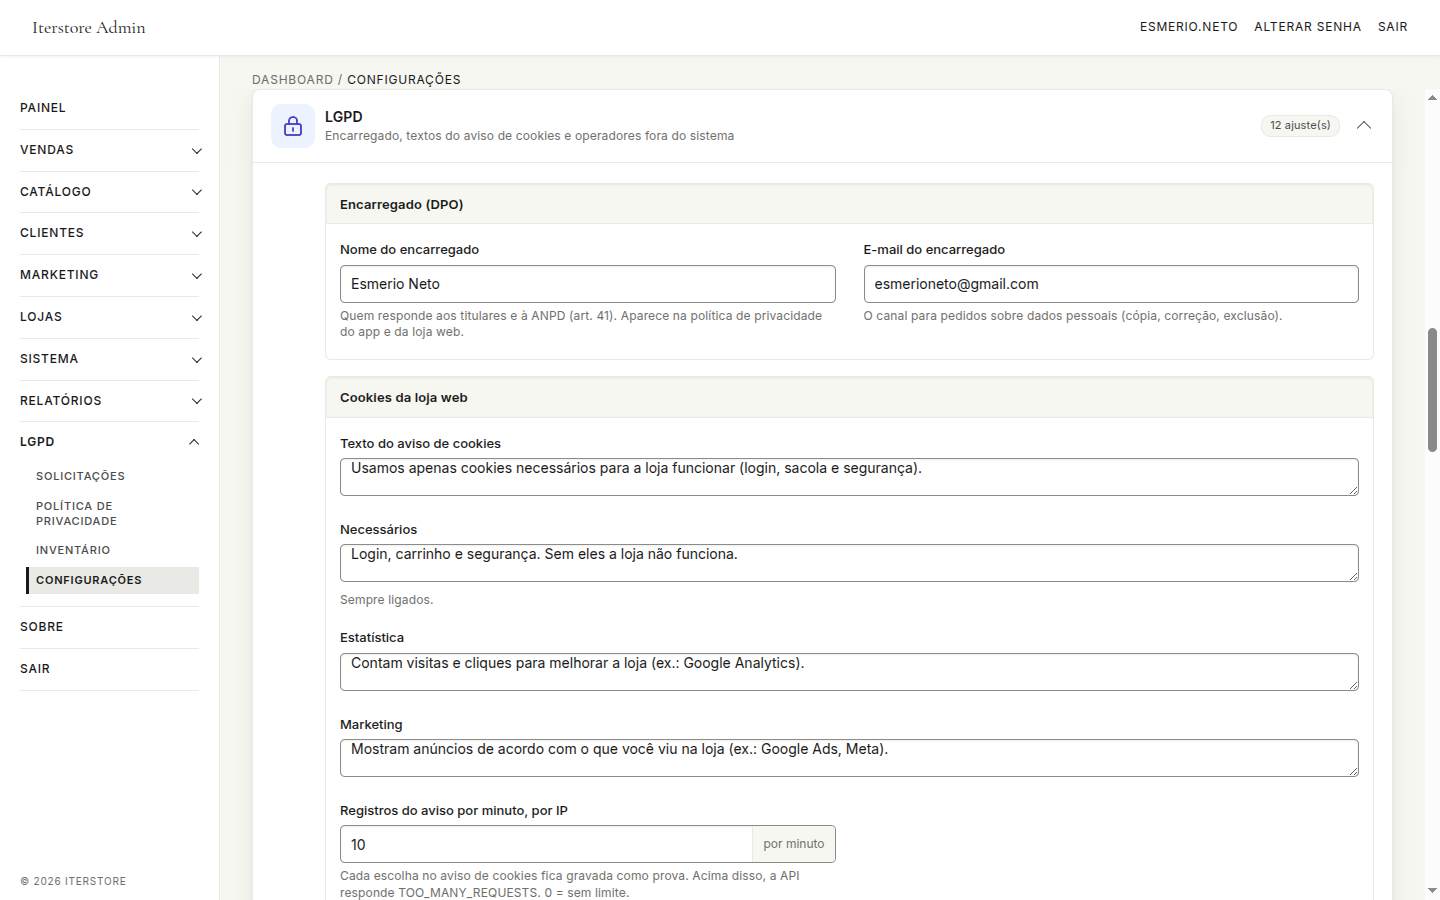 Iterstore Admin
ESMERIO.NETO ALTERAR SENHA SAIR
PAINEL
VENDAS
CATÁLOGO
CLIENTES
MARKETING
LOJAS
SISTEMA
RELATÓRIOS
LGPD
SOLICITAÇÕES
POLÍTICA DE
PRIVACIDADE
INVENTÁRIO
CONFIGURAÇÕES
SOBRE
SAIR
© 2026 ITERSTORE
DASHBOARD / CONFIGURAÇÕES
LGPD
Encarregado, textos do aviso de cookies e operadores fora do sistema
12 ajuste(s)
Encarregado (DPO)
Nome do encarregado
Esmerio Neto
Quem responde aos titulares e à ANPD (art. 41). Aparece na política de privacidade
do app e da loja web.
E-mail do encarregado
esmerioneto@gmail.com
O canal para pedidos sobre dados pessoais (cópia, correção, exclusão).
Cookies da loja web
Texto do aviso de cookies
Usamos apenas cookies necessários para a loja funcionar (login, sacola e segurança).
Necessários
Login, carrinho e segurança. Sem eles a loja não funciona.
Sempre ligados.
Estatística
Contam visitas e cliques para melhorar a loja (ex.: Google Analytics).
Marketing
Mostram anúncios de acordo com o que você viu na loja (ex.: Google Ads, Meta).
Registros do aviso por minuto, por IP
10 por minuto
Cada escolha no aviso de cookies fica gravada como prova. Acima disso, a API
responde TOO_MANY_REQUESTS. 0 = sem limite.